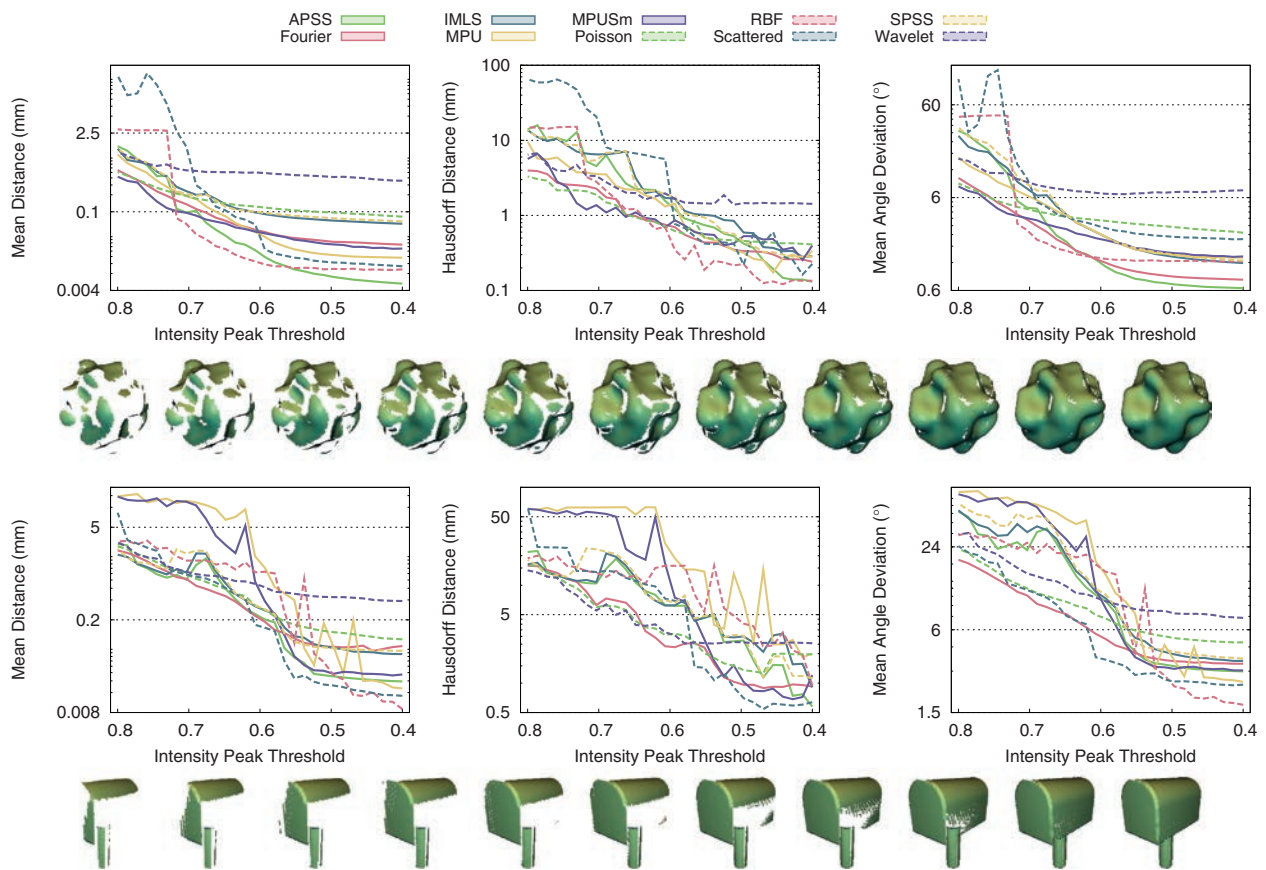 APSS IMLS MPUSm RBF SPSS
Fourier MPU Poisson Scattered Wavelet
Mean Distance (mm)
2.5
0.1
0.004
0.8 0.7 0.6 0.5 0.4
Intensity Peak Threshold
Hausdorff Distance (mm)
100
10
1
0.1
0.8 0.7 0.6 0.5 0.4
Intensity Peak Threshold
Mean Angle Deviation (°)
60
6
0.6
0.8 0.7 0.6 0.5 0.4
Intensity Peak Threshold
Mean Distance (mm)
5
0.2
0.008
0.8 0.7 0.6 0.5 0.4
Intensity Peak Threshold
Hausdorff Distance (mm)
50
5
0.5
0.8 0.7 0.6 0.5 0.4
Intensity Peak Threshold
Mean Angle Deviation (°)
24
6
1.5
0.8 0.7 0.6 0.5 0.4
Intensity Peak Threshold